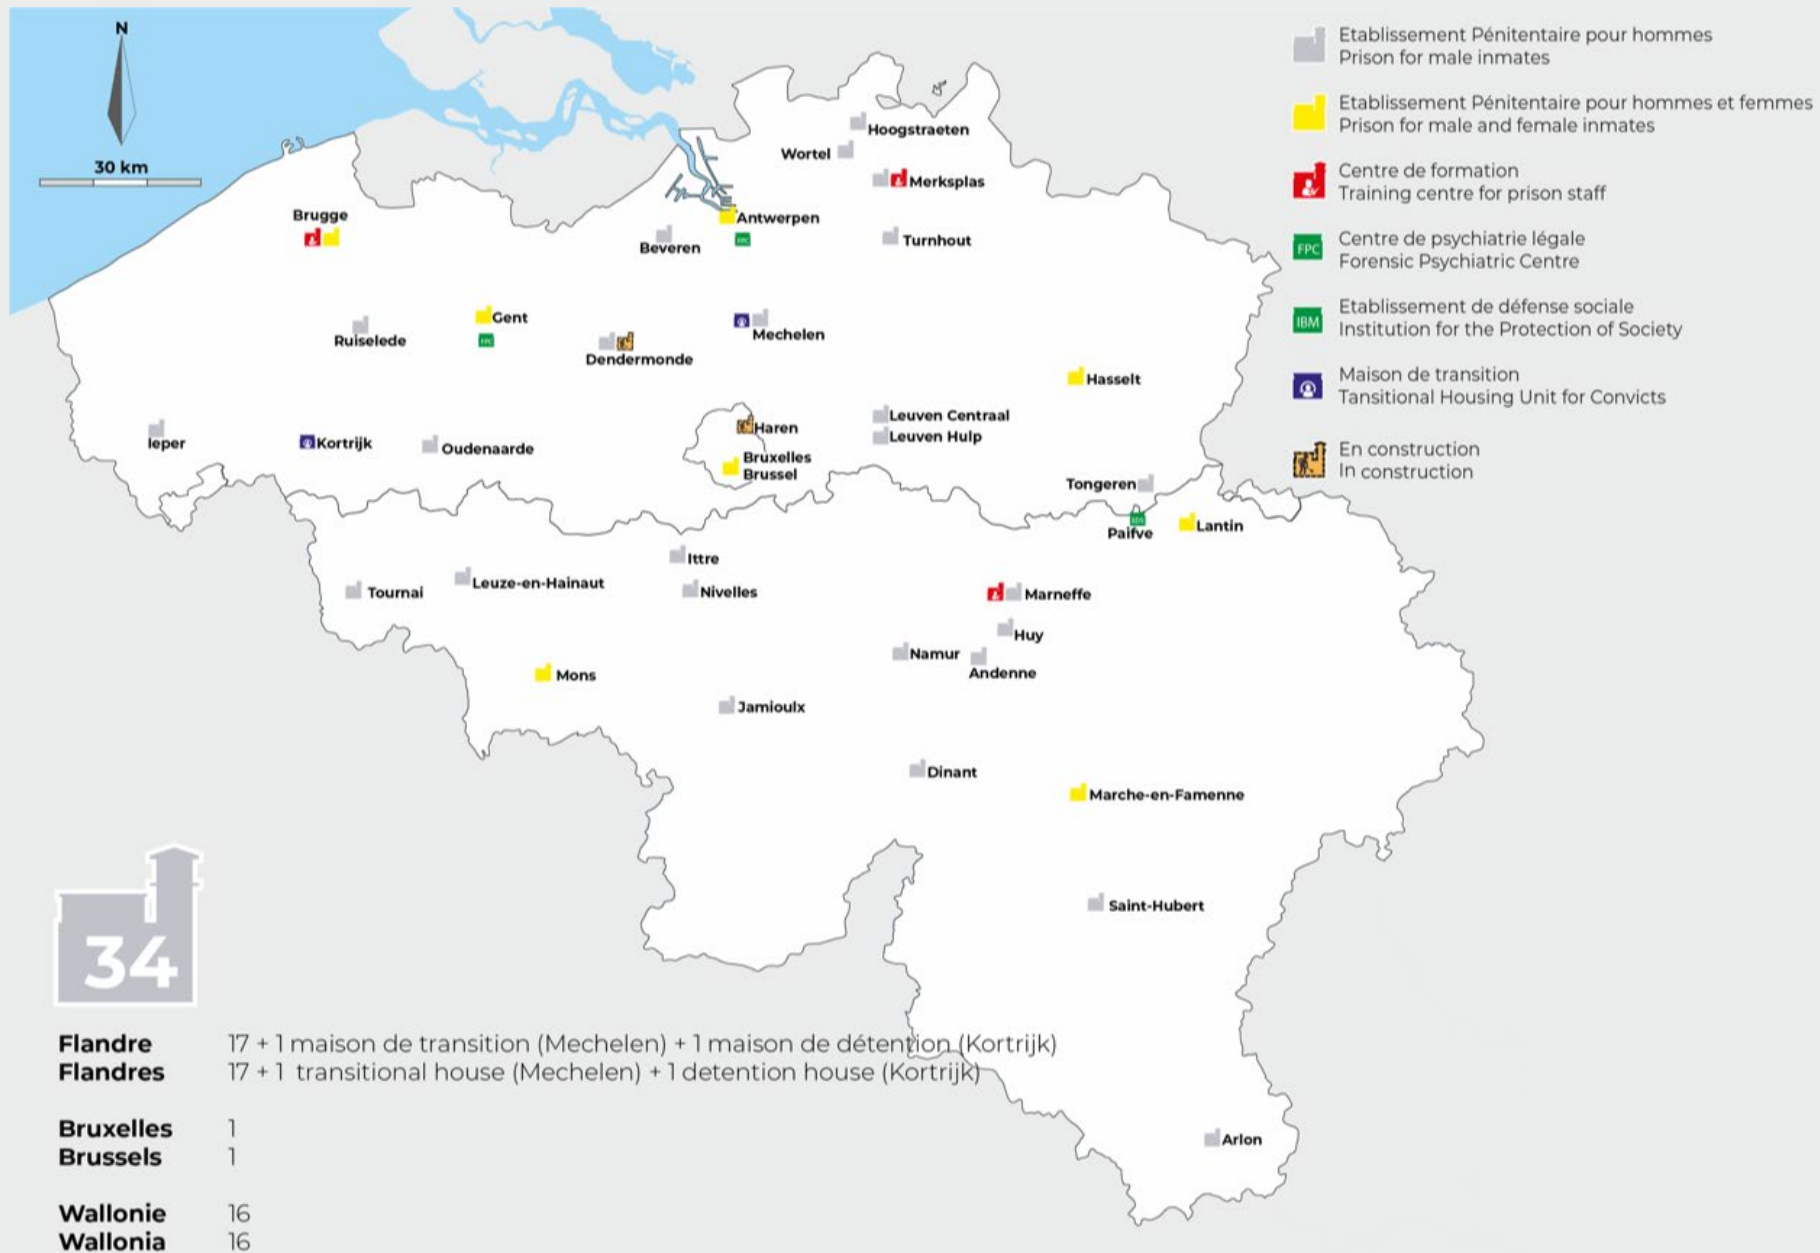 N
30 km
Etablissement Pénitentaire pour hommes
Prison for male inmates
Etablissement Pénitentaire pour hommes et femmes
Prison for male and female inmates
Centre de formation
Training centre for prison staff
FPC
Centre de psychiatrie légale
Forensic Psychiatric Centre
IBM
Etablissement de défense sociale
Institution for the Protection of Society
Maison de transition
Tansitional Housing Unit for Convicts
En construction
In construction
Hoogstraeten
Wortel
Merksplas
Brugge
Antwerpen
FPC
Beveren
Turnhout
Gent
FPC
Ruiselede
Mechelen
Dendermonde
Hasselt
Leuven Centraal
Leuven Hulp
Haren
Ieper
Kortrijk
Oudenaarde
Bruxelles
Brussel
Tongeren
Paifve
Lantin
Ittre
Leuze-en-Hainaut
Tournai
Nivelles
Marneffe
Huy
Namur
Andenne
Mons
Jamioulx
Dinant
Marche-en-Famenne
Saint-Hubert
Arlon
34
Flandre 17 + 1 maison de transition (Mechelen) + 1 maison de détention (Kortrijk)
Flandres 17 + 1 transitional house (Mechelen) + 1 detention house (Kortrijk)
Bruxelles 1
Brussels 1
Wallonie 16
Wallonia 16